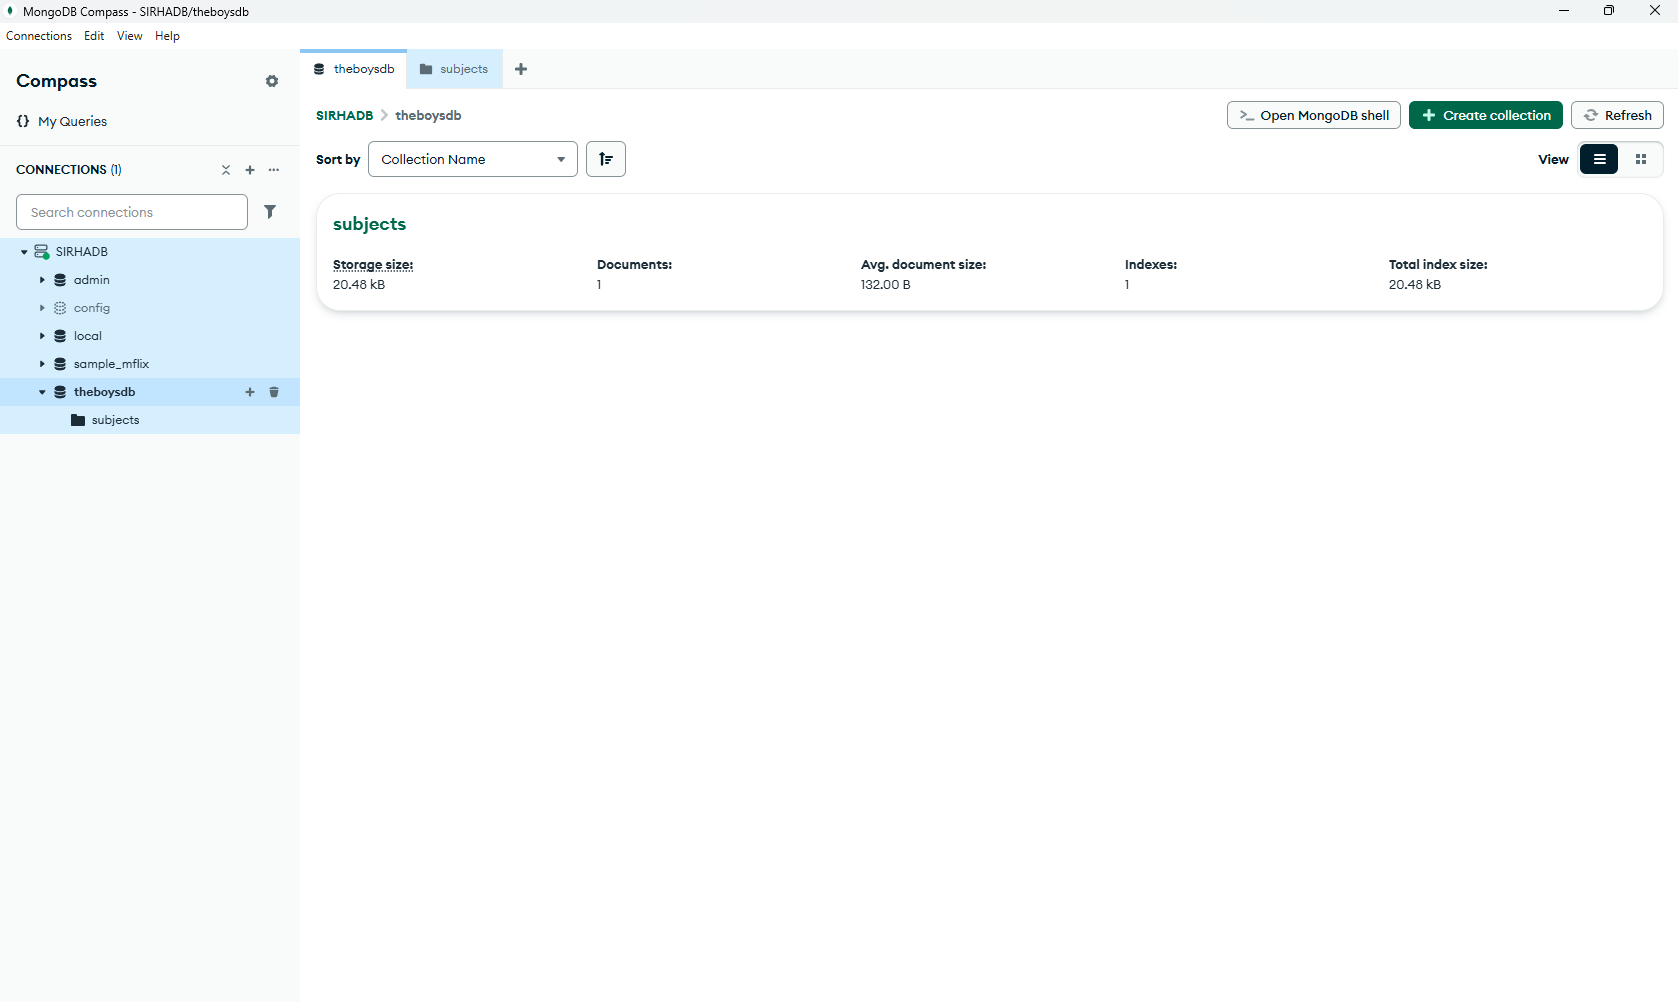 MongoDB Compass - SIRHADB/theboysdb
Connections Edit View Help
Compass
My Queries
CONNECTIONS (1)
Search connections
SIRHADB
admin
config
local
sample_mflix
theboysdb
subjects
theboysdb subjects
SIRHADB theboysdb
>_ Open MongoDB shell + Create collection Refresh
Sort by Collection Name View
subjects
Storage size: Documents: Avg. document size: Indexes: Total index size:
20.48 kB 1 132.00 B 1 20.48 kB